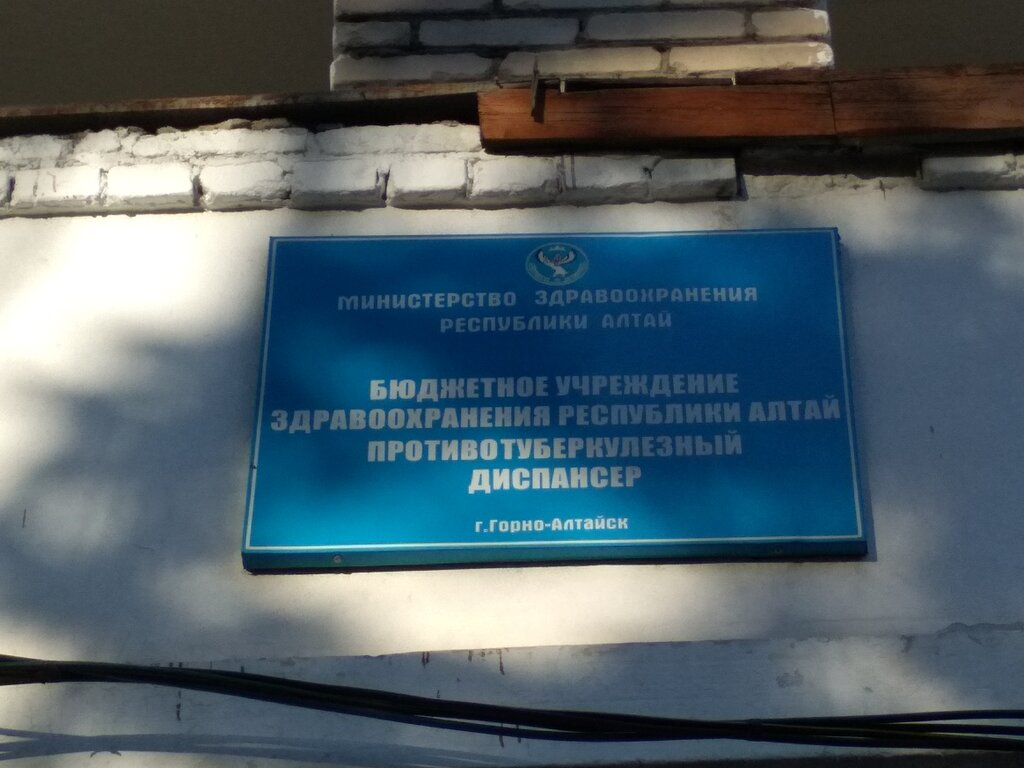 МИНИСТЕРСТВО ЗДРАВООХРАНЕНИЯ
РЕСПУБЛИКИ АЛТАЙ
БЮДЖЕТНОЕ УЧРЕЖДЕНИЕ
ЗДРАВООХРАНЕНИЯ РЕСПУБЛИКИ АЛТАЙ
ПРОТИВОТУБЕРКУЛЕЗНЫЙ
ДИСПАНСЕР
г.Горно-Алтайск